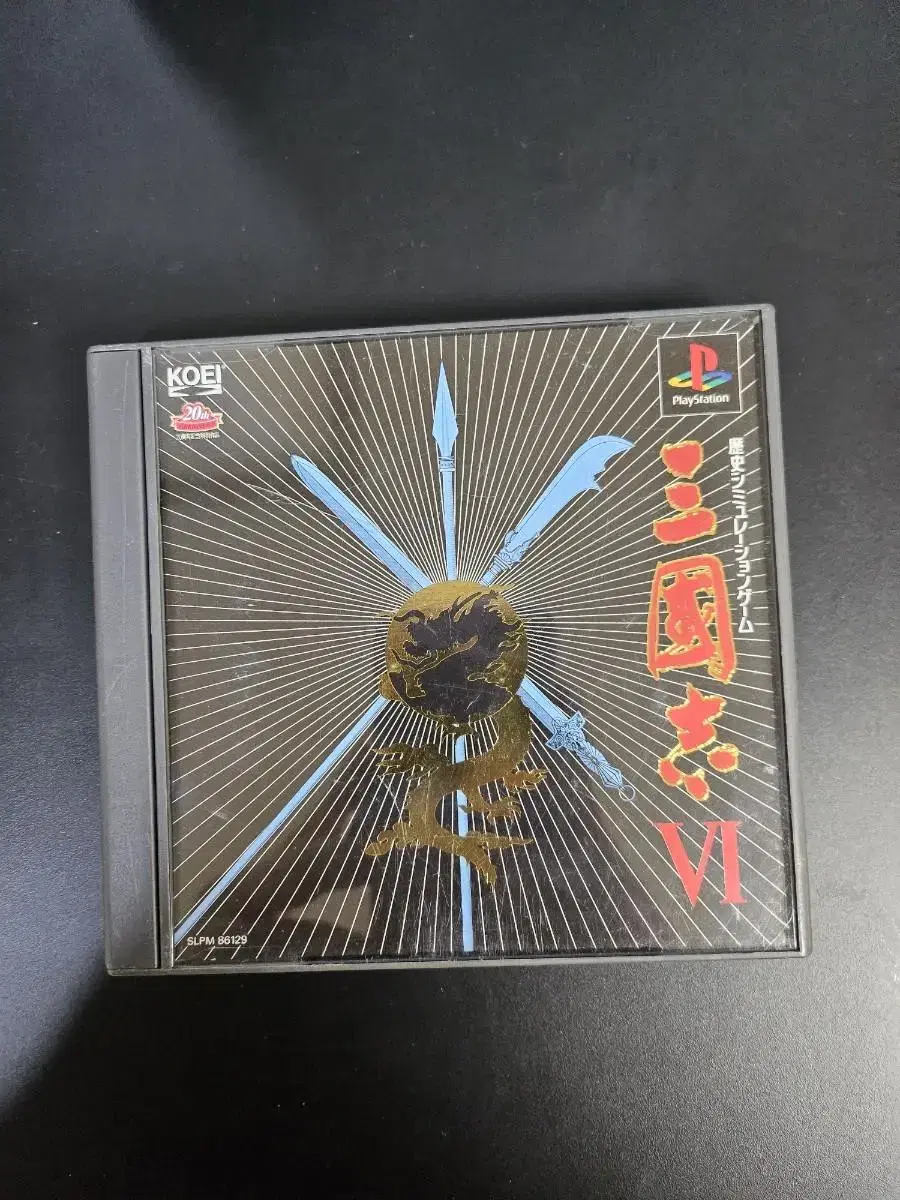 KOEI
20th
PlayStation
歴史シミュレーションゲーム
三國志
VI
SLPM 86129